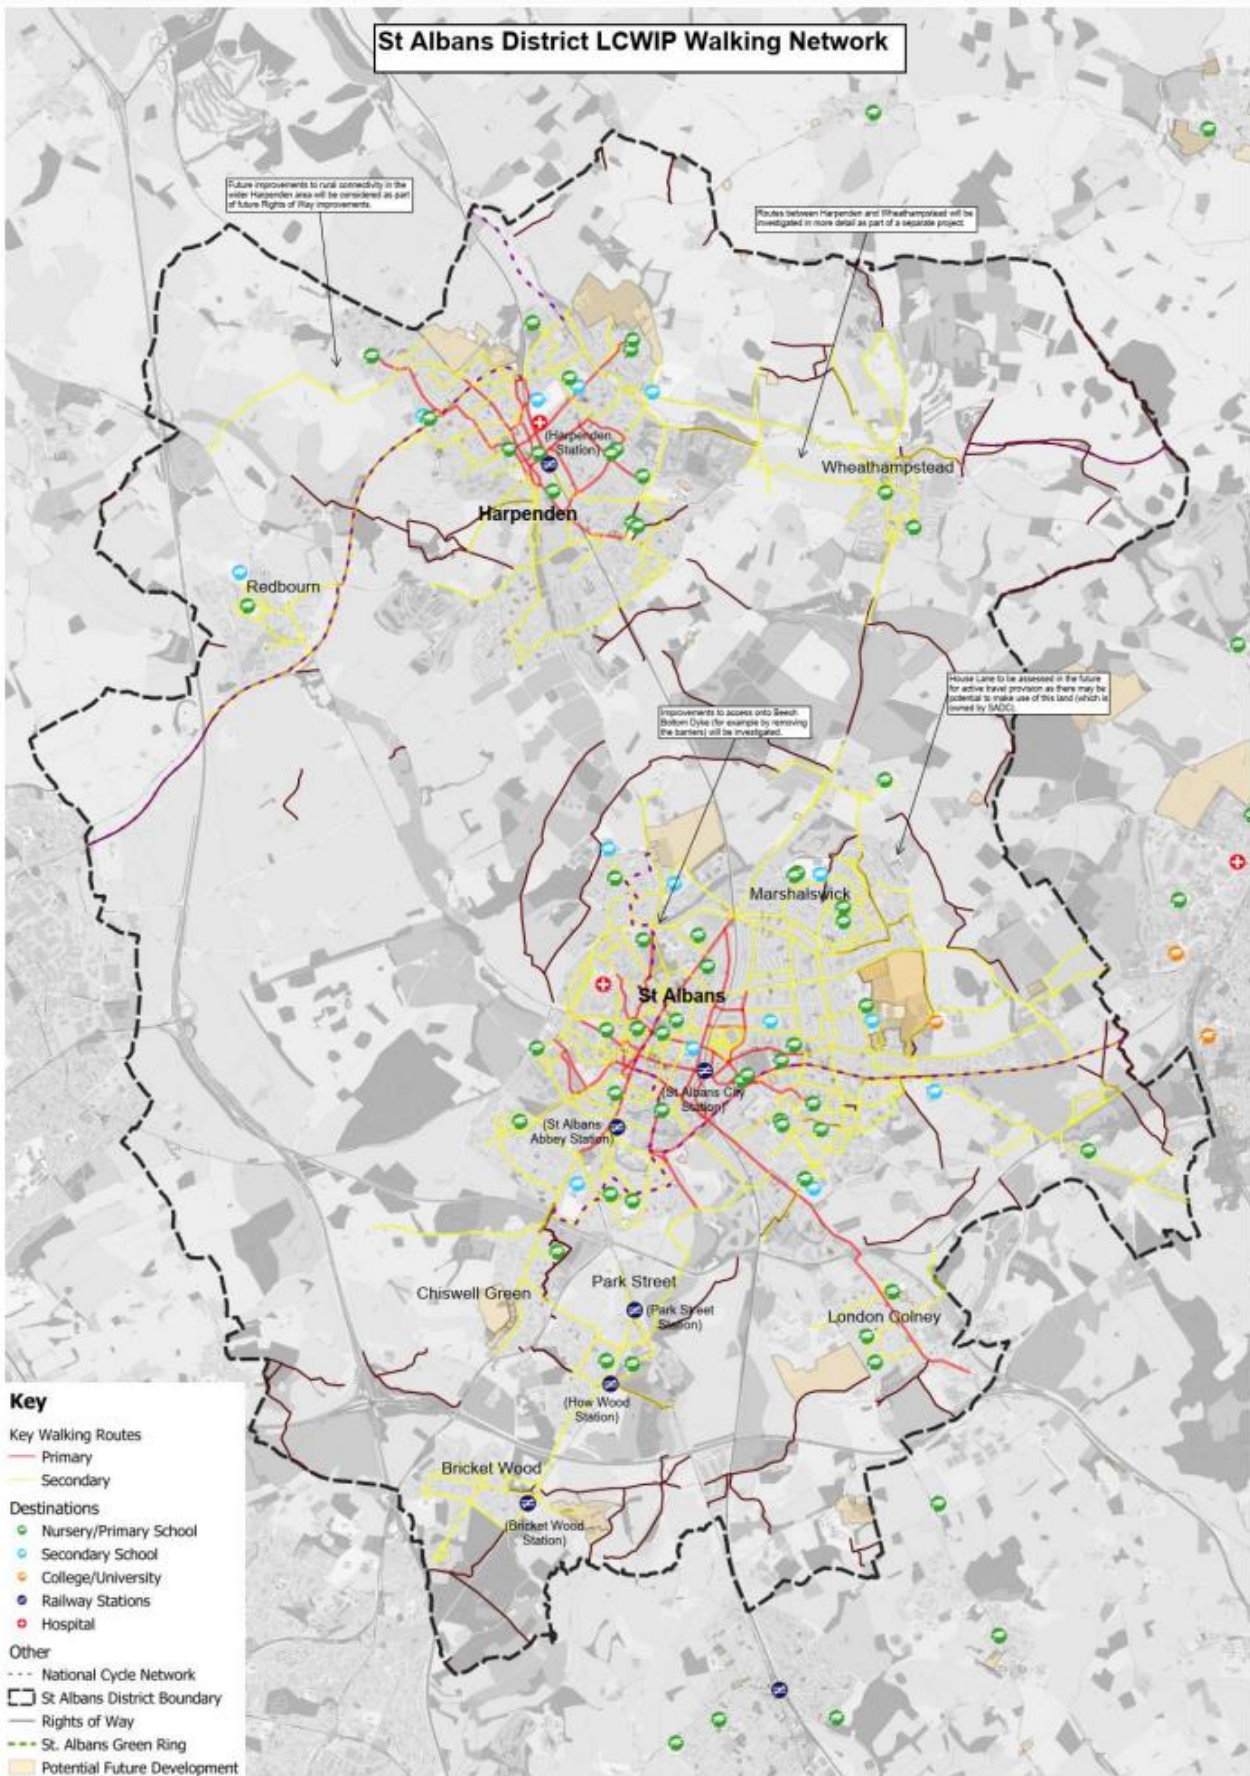 St Albans District LCWIP Walking Network
Future improvements to rural connectivity in the
wider Harpenden area will be considered as part
of future Rights of Way improvements.
Routes between Harpenden and Wheathampstead will be
investigated in more detail as part of a separate project.
(Harpenden
Station)
Wheathampstead
Harpenden
Redbourn
House Lane to be assessed in the future
for active travel provision as there may be
potential to make use of this land (which is
owned by SADC).
Improvements to access onto Beech
Bottom Dyke (for example by removing
the barriers) will be investigated.
Marshalswick
St Albans
(St Albans City
Station)
(St Albans
Abbey Station)
Park Street
Chiswell Green
(Park Street
Station)
London Colney
(How Wood
Station)
Bricket Wood
(Bricket Wood
Station)
Key
Key Walking Routes
Primary
Secondary
Destinations
Nursery/Primary School
Secondary School
College/University
Railway Stations
Hospital
Other
National Cycle Network
St Albans District Boundary
Rights of Way
St. Albans Green Ring
Potential Future Development